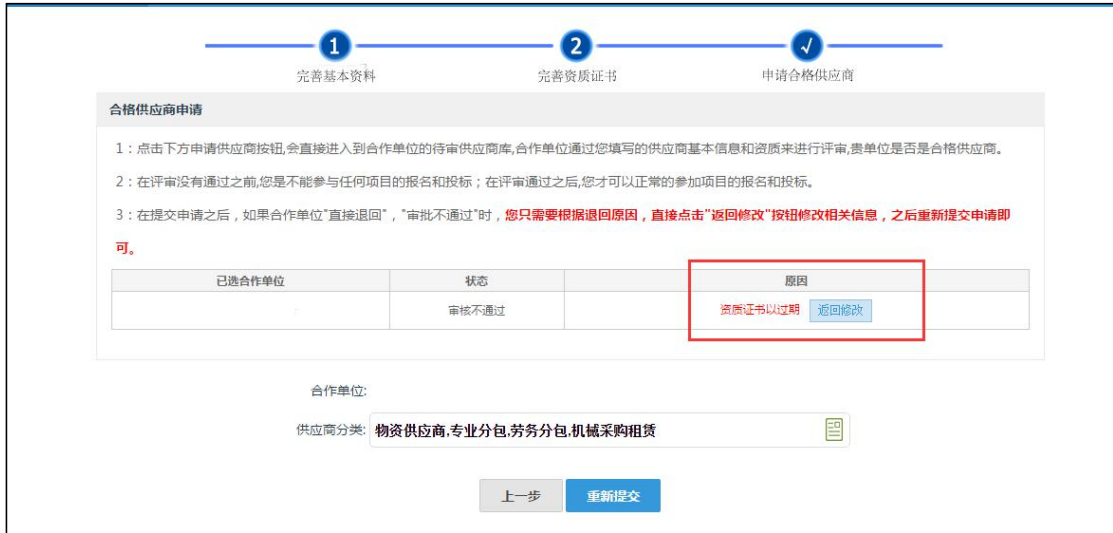 1
2
√
完善基本资料
完善资质证书
申请合格供应商
合格供应商申请
1：点击下方申请供应商按钮,会直接进入到合作单位的待审供应商库,合作单位通过您填写的供应商基本信息和资质来进行评审,贵单位是否是合格供应商。
2：在评审没有通过之前,您是不能参与任何项目的报名和投标；在评审通过之后,您才可以正常的参加项目的报名和投标。
3：在提交申请之后，如果合作单位"直接退回"，"审批不通过"时，您只需要根据退回原因，直接点击"返回修改"按钮修改相关信息，之后重新提交申请即
可。
已选合作单位 状态 原因
审核不通过 资质证书以过期 返回修改
合作单位:
供应商分类: 物资供应商,专业分包,劳务分包,机械采购租赁
上一步 重新提交